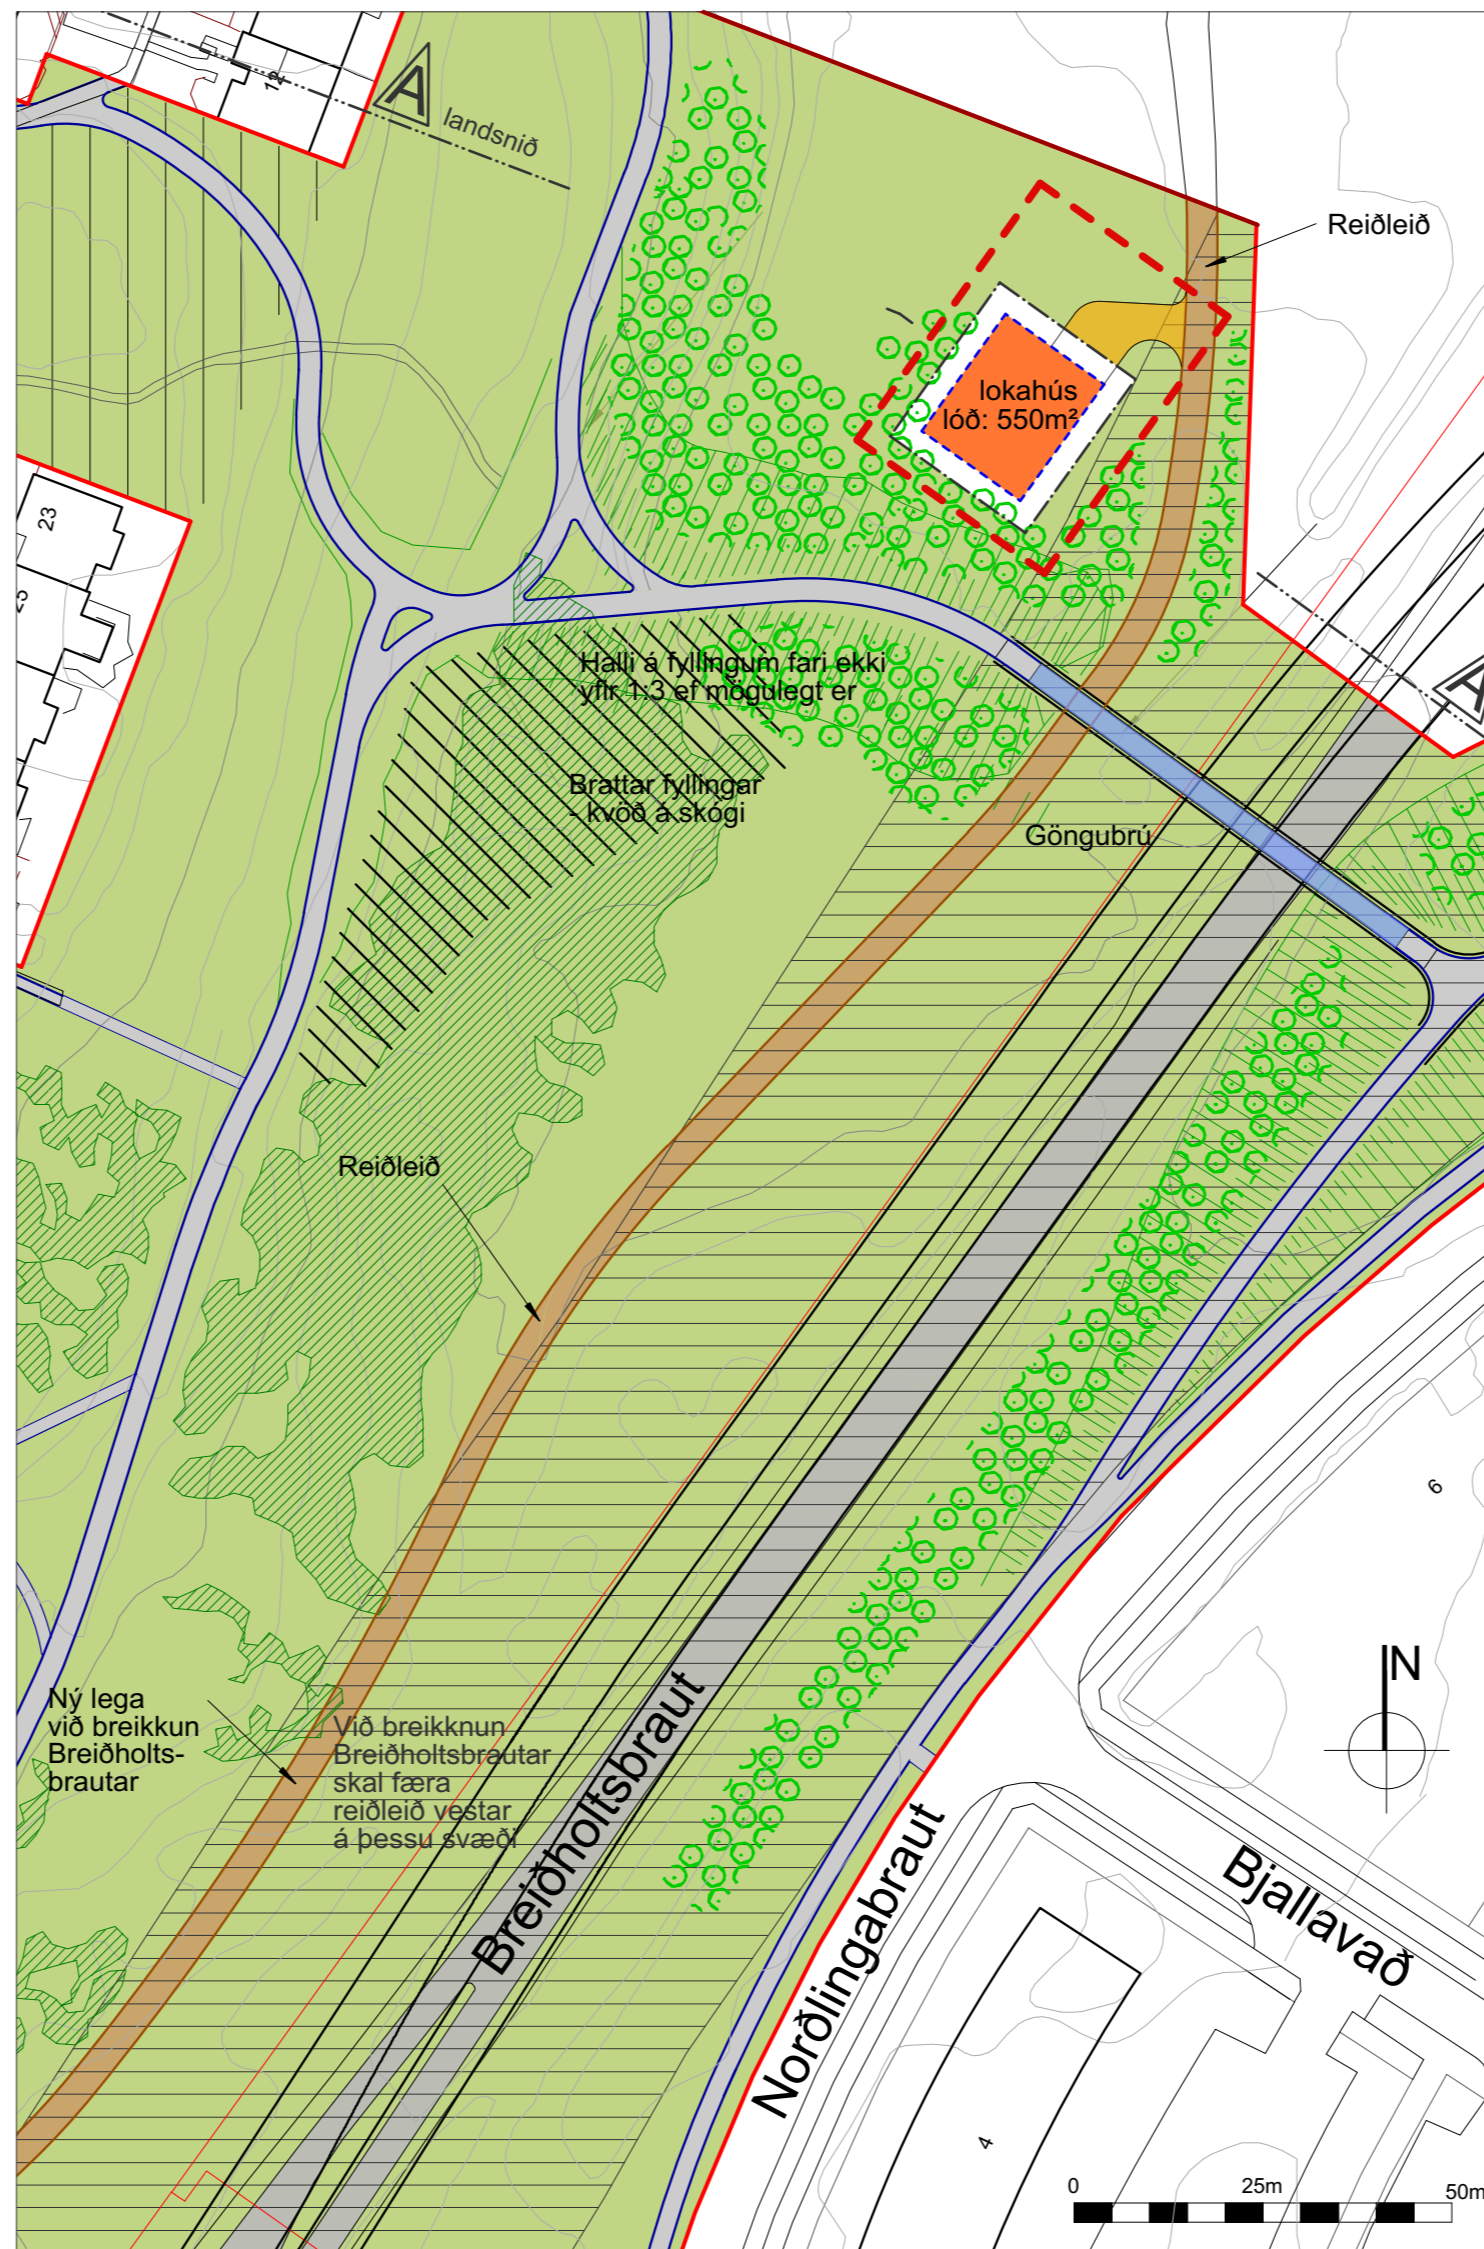 12
A
landsnið
Reiðleið
lokahús
lóð: 550m²
23
25
Halli á fyllingum fari ekki
yfir 1:3 ef mögulegt er
A
Brattar fyllingar
- kvöð á skógi
Göngubrú
Reiðleið
6
N
Ný lega
við breikkun
Breiðholts-
brautar
Við breikknun
Breiðholtsbrautar
skal færa
reiðleið vestar
á þessu svæði
Breiðholtsbraut
Norðlingabraut
Bjallavað
4
0 25m 50m